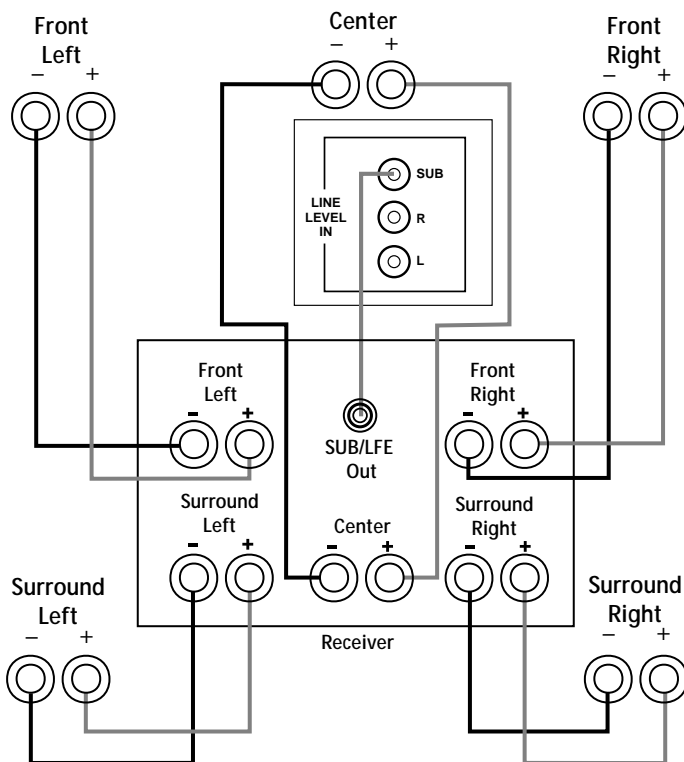 Front
Left
− +
Center
− +
Front
Right
− +
LINE
LEVEL
IN
SUB
R
L
Front
Left
- +
SUB/LFE
Out
Front
Right
- +
Surround
Left
- +
Center
- +
Surround
Right
- +
Surround
Left
− +
Receiver
Surround
Right
− +